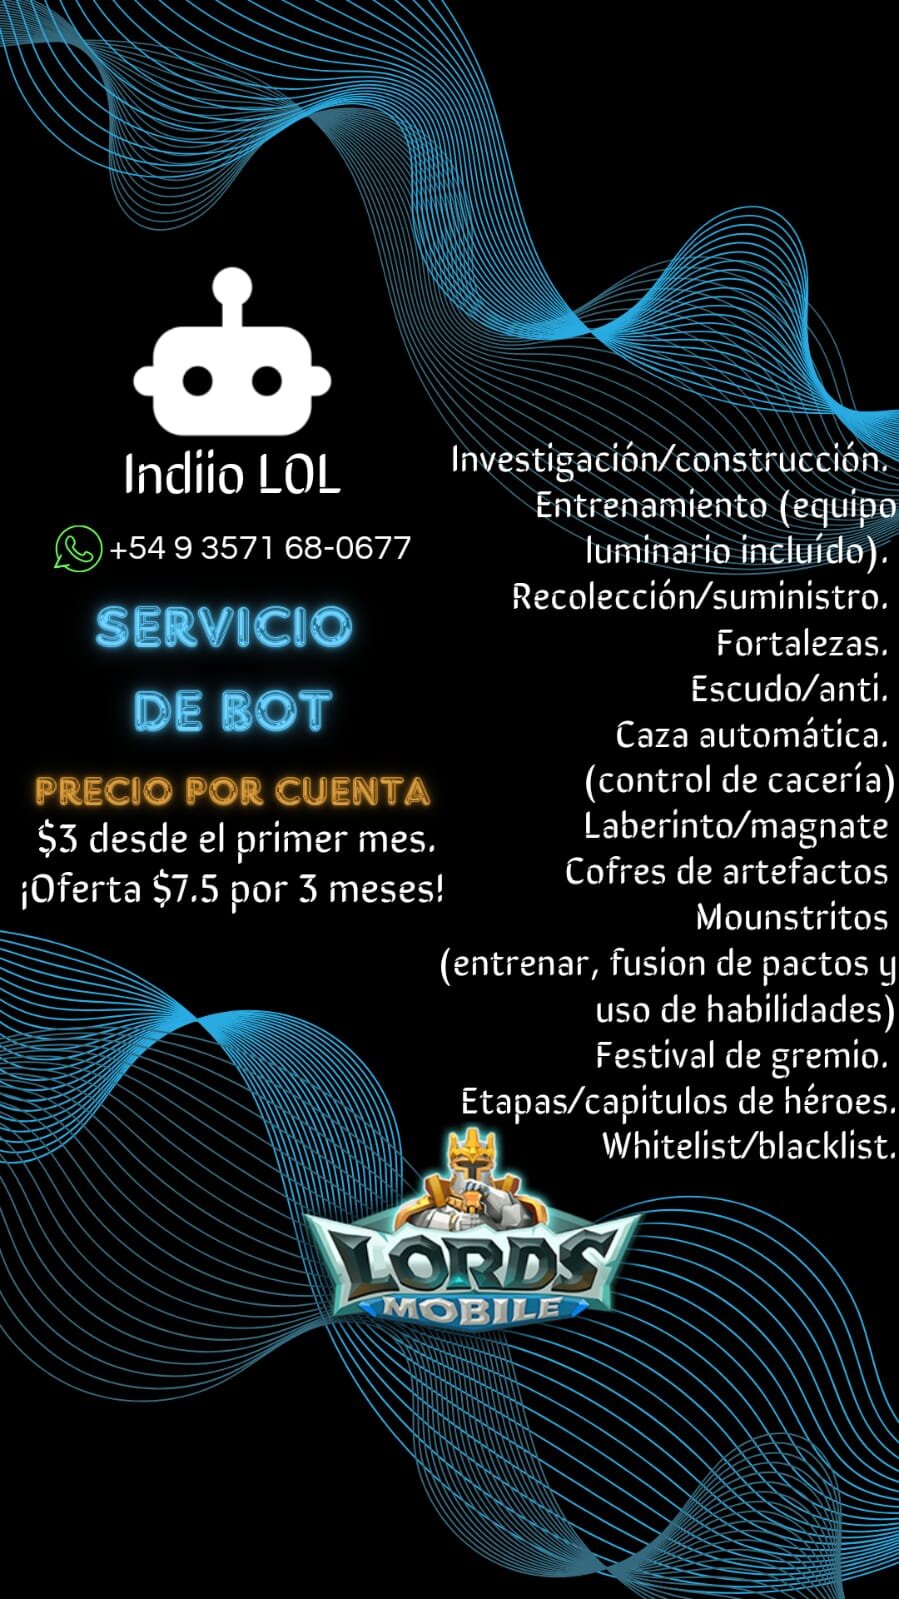 Indiio LOL
+54 9 3571 68-0677
SERVICIO
DE BOT
PRECIO POR CUENTA
$3 desde el primer mes.
¡Oferta $7.5 por 3 meses!
Investigación/construcción.
Entrenamiento (equipo
luminario incluído).
Recolección/suministro.
Fortalezas.
Escudo/anti.
Caza automática.
(control de cacería)
Laberinto/magnate
Cofres de artefactos
Mounstritos
(entrenar, fusion de pactos y
uso de habilidades)
Festival de gremio.
Etapas/capitulos de héroes.
Whitelist/blacklist.
LORDS
MOBILE